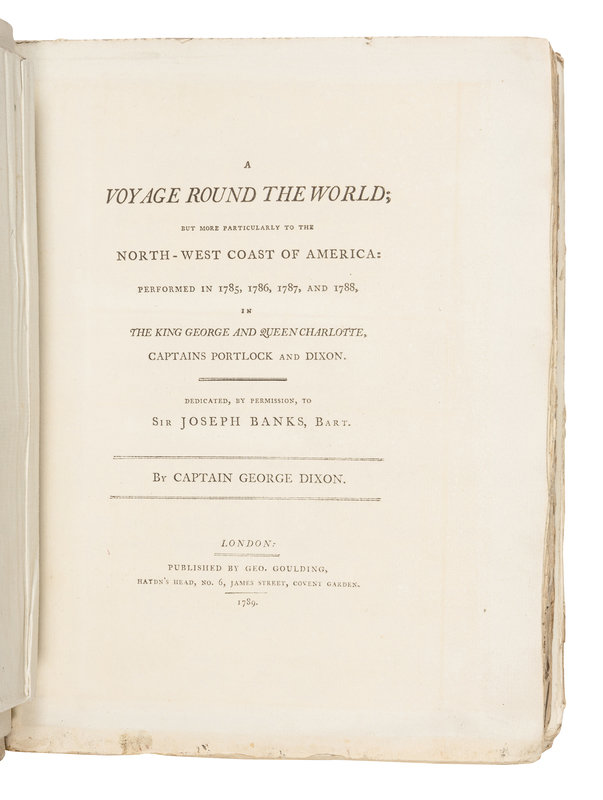 A
VOYAGE ROUND THE WORLD;
BUT MORE PARTICULARLY TO THE
NORTH-WEST COAST OF AMERICA:
PERFORMED IN 1785, 1786, 1787, AND 1788,
IN
THE KING GEORGE AND QUEEN CHARLOTTE,
CAPTAINS PORTLOCK AND DIXON.
DEDICATED, BY PERMISSION, TO
SIR JOSEPH BANKS, BART.
BY CAPTAIN GEORGE DIXON.
LONDON:
PUBLISHED BY GEO. GOULDING,
HAYDN'S HEAD, NO. 6, JAMES STREET, COVENT GARDEN.
1789.